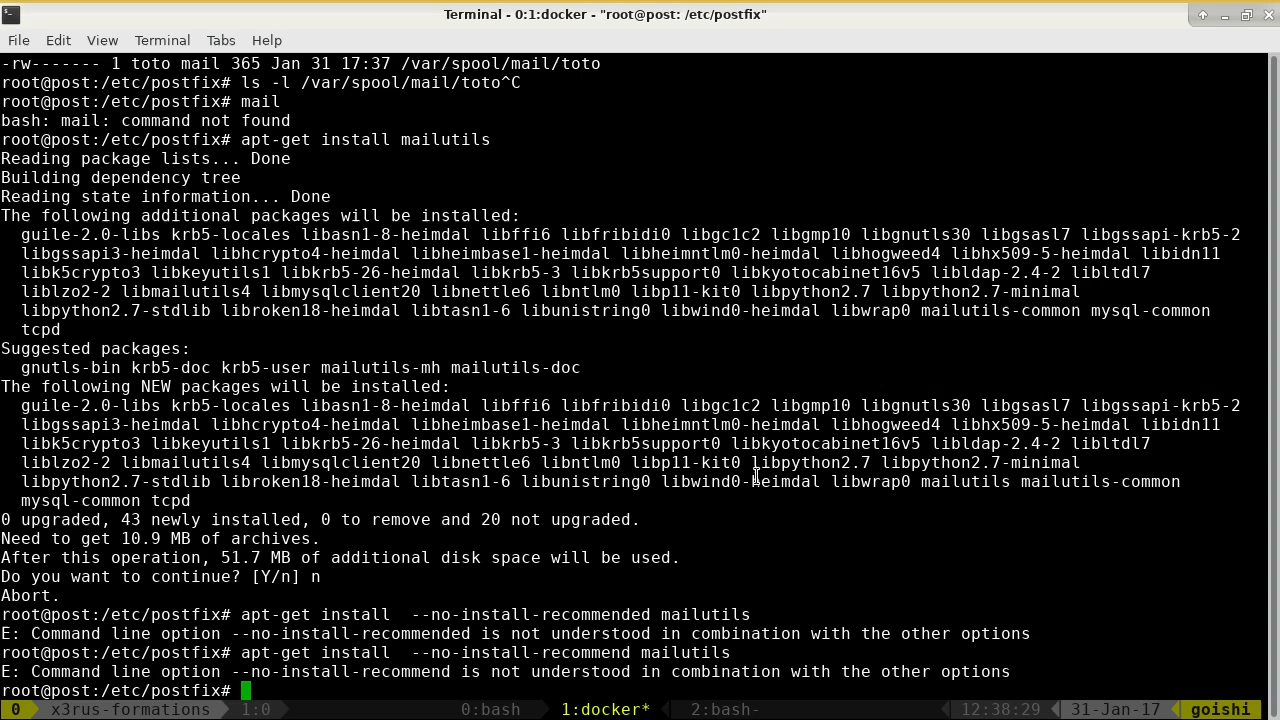 Terminal - 0:1:docker - "root@post: /etc/postfix"
File Edit View Terminal Tabs Help
-rw------- 1 toto mail 365 Jan 31 17:37 /var/spool/mail/toto
root@post:/etc/postfix# ls -l /var/spool/mail/toto^C
root@post:/etc/postfix# mail
bash: mail: command not found
root@post:/etc/postfix# apt-get install mailutils
Reading package lists... Done
Building dependency tree
Reading state information... Done
The following additional packages will be installed:
  guile-2.0-libs krb5-locales libasn1-8-heimdal libffi6 libfribidi0 libgc1c2 libgmp10 libgnutls30 libgsasl7 libgssapi-krb5-2
  libgssapi3-heimdal libhcrypto4-heimdal libheimbase1-heimdal libheimntlm0-heimdal libhogweed4 libhx509-5-heimdal libidn11
  libk5crypto3 libkeyutils1 libkrb5-26-heimdal libkrb5-3 libkrb5support0 libkyotocabinet16v5 libldap-2.4-2 libltdl7
  liblzo2-2 libmailutils4 libmysqlclient20 libnettle6 libntlm0 libp11-kit0 libpython2.7 libpython2.7-minimal
  libpython2.7-stdlib libroken18-heimdal libtasn1-6 libunistring0 libwind0-heimdal libwrap0 mailutils-common mysql-common
  tcpd
Suggested packages:
  gnutls-bin krb5-doc krb5-user mailutils-mh mailutils-doc
The following NEW packages will be installed:
  guile-2.0-libs krb5-locales libasn1-8-heimdal libffi6 libfribidi0 libgc1c2 libgmp10 libgnutls30 libgsasl7 libgssapi-krb5-2
  libgssapi3-heimdal libhcrypto4-heimdal libheimbase1-heimdal libheimntlm0-heimdal libhogweed4 libhx509-5-heimdal libidn11
  libk5crypto3 libkeyutils1 libkrb5-26-heimdal libkrb5-3 libkrb5support0 libkyotocabinet16v5 libldap-2.4-2 libltdl7
  liblzo2-2 libmailutils4 libmysqlclient20 libnettle6 libntlm0 libp11-kit0 libpython2.7 libpython2.7-minimal
  libpython2.7-stdlib libroken18-heimdal libtasn1-6 libunistring0 libwind0-heimdal libwrap0 mailutils mailutils-common
  mysql-common tcpd
0 upgraded, 43 newly installed, 0 to remove and 20 not upgraded.
Need to get 10.9 MB of archives.
After this operation, 51.7 MB of additional disk space will be used.
Do you want to continue? [Y/n] n
Abort.
root@post:/etc/postfix# apt-get install  --no-install-recommended mailutils
E: Command line option --no-install-recommended is not understood in combination with the other options
root@post:/etc/postfix# apt-get install  --no-install-recommend mailutils
E: Command line option --no-install-recommend is not understood in combination with the other options
root@post:/etc/postfix#
0 x3rus-formations 1:0 0:bash 1:docker* 2:bash- 12:38:29 31-Jan-17 goishi